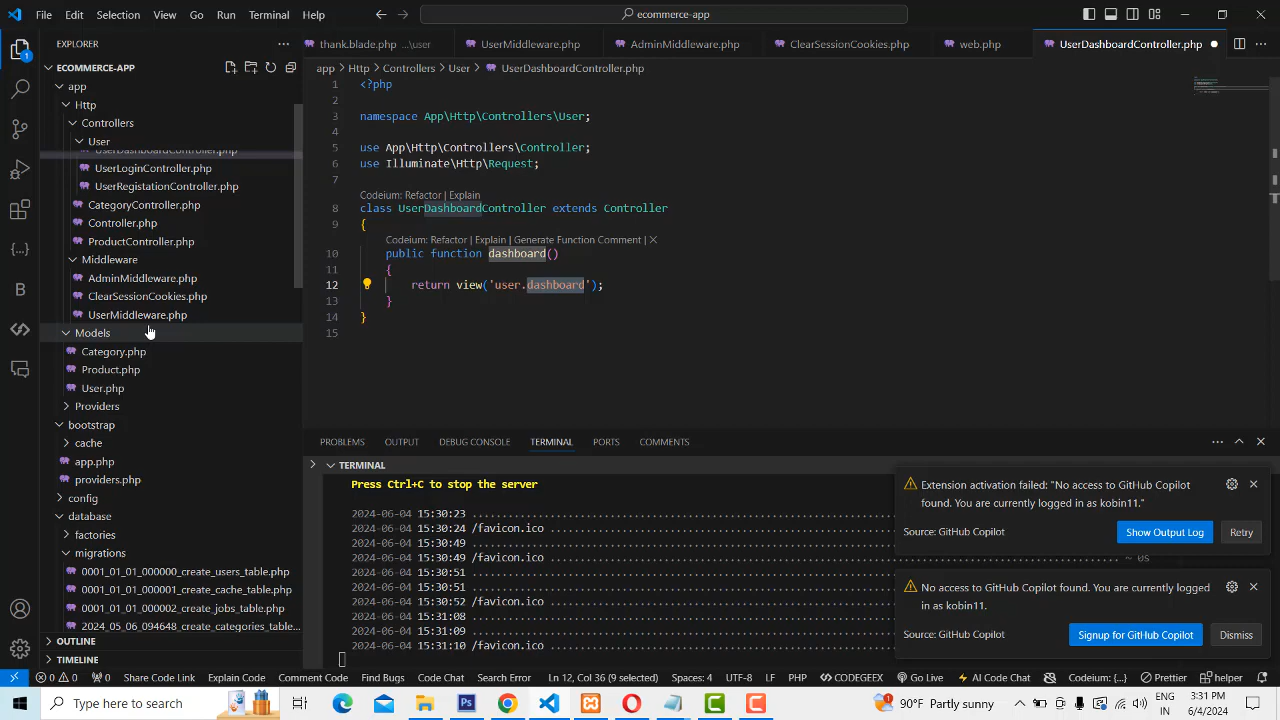 File Edit Selection View Go Run Terminal Help
ecommerce-app
EXPLORER
thank.blade.php ...\user
UserMiddleware.php
AdminMiddleware.php
ClearSessionCookies.php
web.php
UserDashboardController.php
ECOMMERCE-APP
app > Http > Controllers > User > UserDashboardController.php
app
Http
Controllers
User
UserDashboardController.php
UserLoginController.php
UserRegistationController.php
CategoryController.php
Controller.php
ProductController.php
Middleware
AdminMiddleware.php
ClearSessionCookies.php
UserMiddleware.php
Models
Category.php
Product.php
User.php
Providers
bootstrap
cache
app.php
providers.php
config
database
factories
migrations
0001_01_01_000000_create_users_table.php
0001_01_01_000001_create_cache_table.php
0001_01_01_000002_create_jobs_table.php
2024_05_06_094648_create_categories_table...
OUTLINE
TIMELINE
1 <?php
2
3 namespace App\Http\Controllers\User;
4
5 use App\Http\Controllers\Controller;
6 use Illuminate\Http\Request;
7
Codeium: Refactor | Explain
8 class UserDashboardController extends Controller
9 {
Codeium: Refactor | Explain | Generate Function Comment | X
10 public function dashboard()
11 {
12 return view('user.dashboard');
13 }
14 }
15
PROBLEMS OUTPUT DEBUG CONSOLE TERMINAL PORTS COMMENTS
TERMINAL
Press Ctrl+C to stop the server
2024-06-04 15:30:23
2024-06-04 15:30:24 /favicon.ico
2024-06-04 15:30:49
2024-06-04 15:30:49 /favicon.ico ~ 0s
2024-06-04 15:30:51
2024-06-04 15:30:51 /favicon.ico
2024-06-04 15:30:52 /favicon.ico
2024-06-04 15:31:08
2024-06-04 15:31:09
2024-06-04 15:31:10 /favicon.ico
Extension activation failed: "No access to GitHub Copilot
found. You are currently logged in as kobin11."
Source: GitHub Copilot
Show Output Log
Retry
No access to GitHub Copilot found. You are currently logged
in as kobin11.
Source: GitHub Copilot
Signup for GitHub Copilot
Dismiss
0 0 0 Share Code Link Explain Code Comment Code Find Bugs Code Chat Search Error Ln 12, Col 36 (9 selected) Spaces: 4 UTF-8 LF PHP CODEGEEX Go Live AI Code Chat Codeium: {...} Prettier helper
Type here to search
90°F Partly sunny
ENG
IN
3:31 PM
6/4/2024